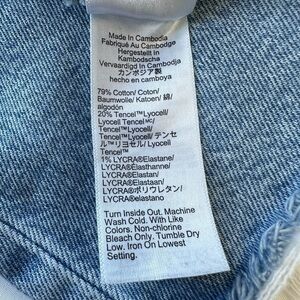 Made In Cambodia
Fabriqué Au Cambodge
Hergestellt In
Kambodscha
Vervaardigd In Cambodja
カンボジア製
hecho en camboya
79% Cotton/ Coton/
Baumwolle/ Katoen/ 綿/
algodón
20% Tencel™Lyocell/
Lyocell Tencel MC/
Tencel™Lyocell/
Tencel™Lyocell/ テンセ
ル™リヨセル/ Lyocell
Tencel™
1% LYCRA®Elastane/
LYCRA®Élasthanne/
LYCRA®Elastan/
LYCRA®Elastaan/
LYCRA®ポリウレタン/
LYCRA®elastano
Turn Inside Out. Machine
Wash Cold. With Like
Colors. Non-chlorine
Bleach Only. Tumble Dry
Low. Iron On Lowest
Setting.